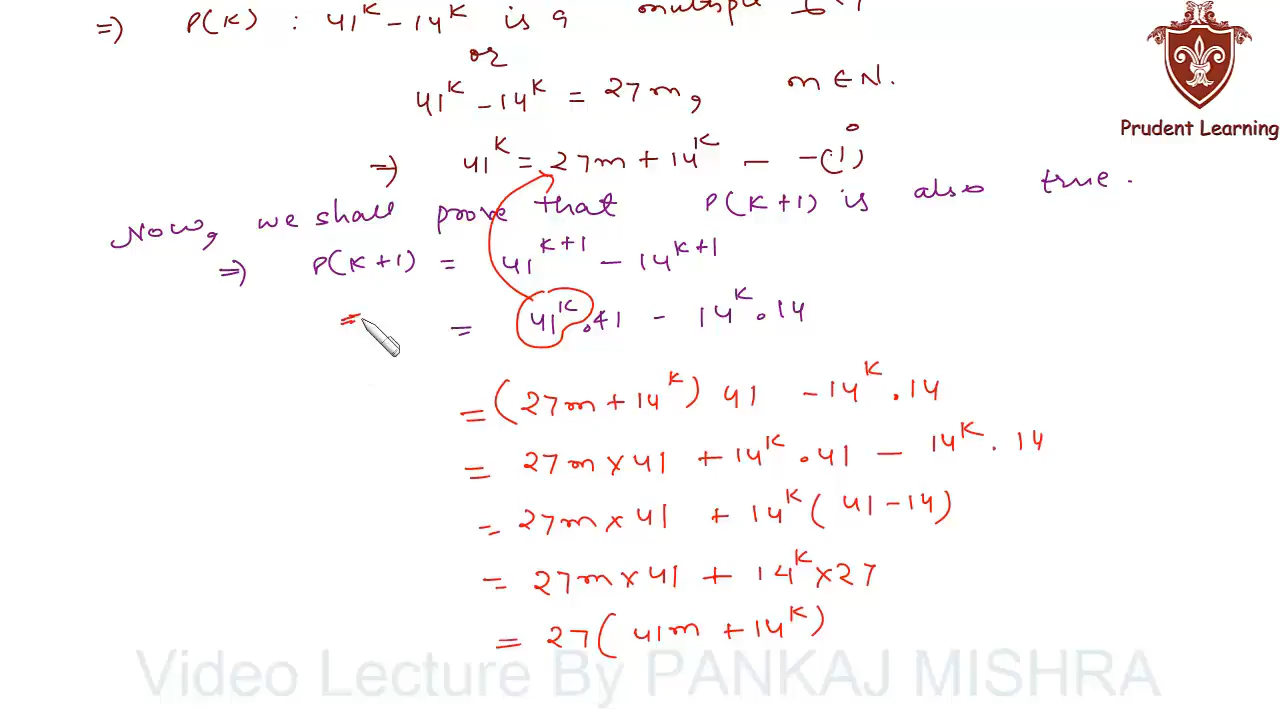 ⇒ P(K) : 41^K - 14^K is a multiple
or
41^K - 14^K = 27m, m ∈ N.
Prudent Learning
⇒ 41^K = 27m + 14^K — -(i)
Now, we shall prove that P(K+1) is also true.
⇒ P(K+1) = 41^K+1 - 14^K+1
= = 41^K.41 - 14^K.14
= (27m + 14^K) 41 - 14^K.14
= 27m × 41 + 14^K.41 - 14^K.14
= 27m × 41 + 14^K (41 - 14)
= 27m × 41 + 14^K × 27
= 27 (41m + 14^K)
Video Lecture By PANKAJ MISHRA